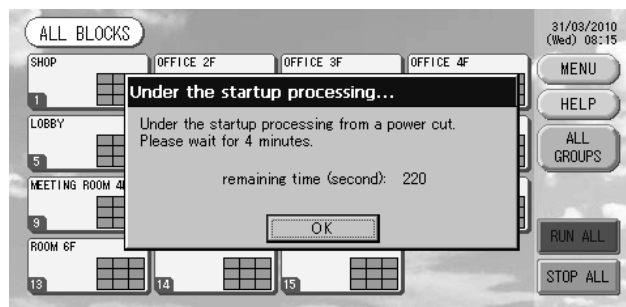 ALL BLOCKS
31/03/2010
(Wed) 08:15
SHOP
OFFICE 2F
OFFICE 3F
OFFICE 4F
MENU
1
Under the startup processing...
HELP
LOBBY
Under the startup processing from a power cut.
Please wait for 4 minutes.
ALL
GROUPS
5
remaining time (second): 220
MEETING ROOM
9
OK
RUN ALL
ROOM 6F
13
14
15
STOP ALL